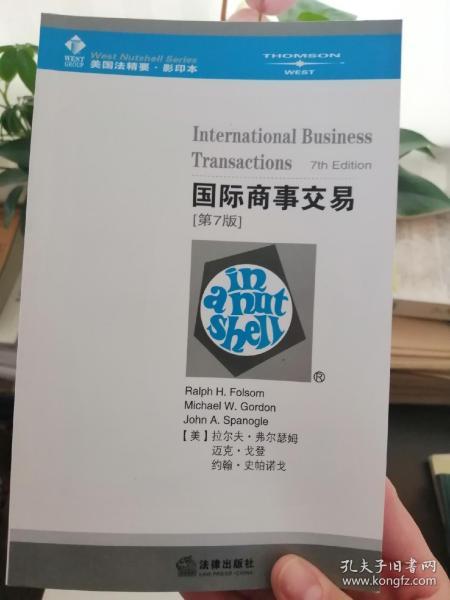 WEST
GROUP
West Nutshell Series
美国法精要·影印本
THOMSON
WEST
International Business
Transactions 7th Edition
国际商事交易
[第7版]
in
a nut
shell
®
Ralph H. Folsom
Michael W. Gordon
John A. Spanogle
【美】拉尔夫·弗尔瑟姆
迈克·戈登
约翰·史帕诺戈
法律出版社
LAW PRESS·CHINA
孔夫子旧书网
www.kongfz.com